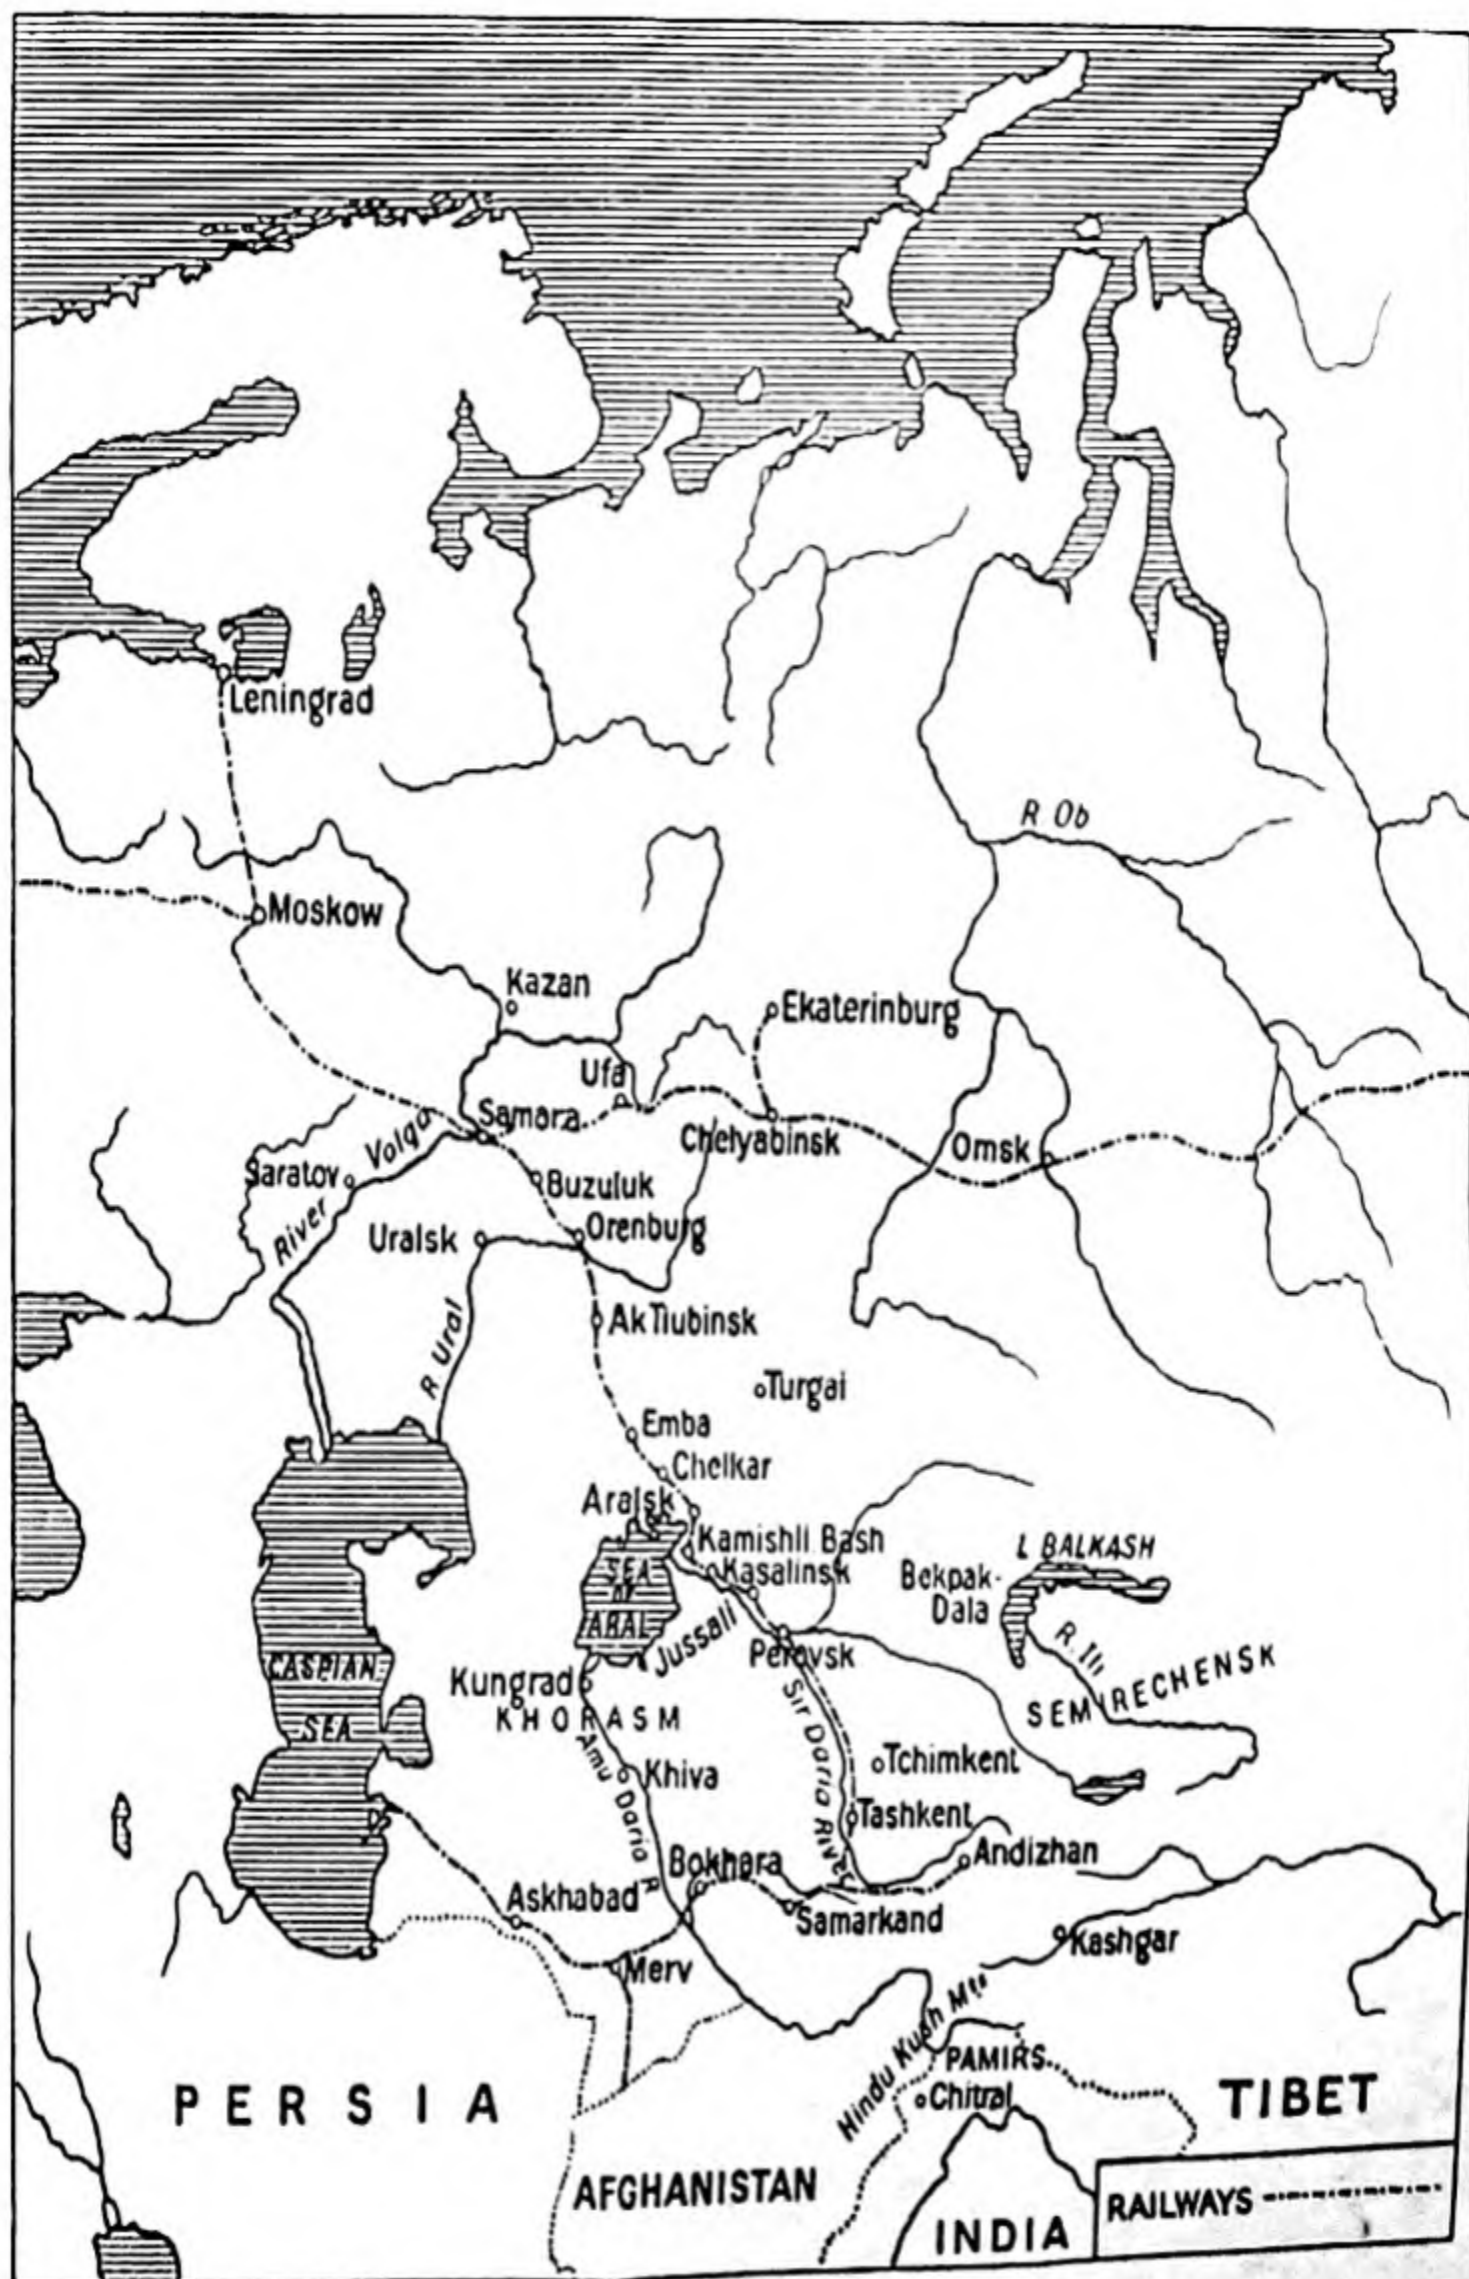 Leningrad
R Ob
Moskow
Kazan
Ekaterinburg
Ufa
Samara
Chelyabinsk
Omsk
River Volga
Saratov
Buzuluk
Uralsk
Orenburg
R Ural
Ak Tiubinsk
Turgai
Emba
Chelkar
Aralsk
Kamishli Bash
Kasalinsk
L BALKASH
Bekpak-
Dala
SEA
OF
ARAL
Jussali
Perovsk
R. Ili
SEMIRECHENSK
CASPIAN
SEA
Kungrad
KHORASM
Amu Daria R
Sir Daria River
Khiva
Tchimkent
Tashkent
Bokhara
Andizhan
Askhabad
Samarkand
Kashgar
Merv
Hindu Kush Mts
PAMIRS
Chitral
PERSIA
TIBET
AFGHANISTAN
INDIA
RAILWAYS